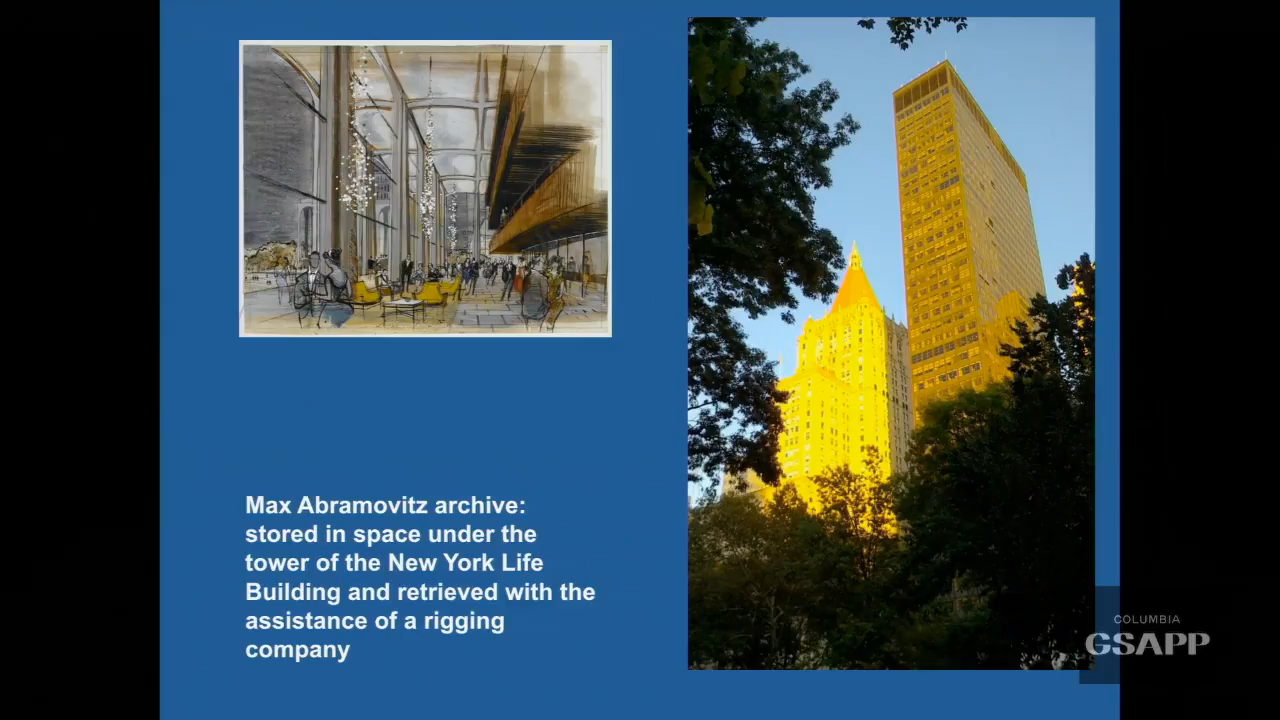 Max Abramovitz archive:
stored in space under the
tower of the New York Life
Building and retrieved with the
assistance of a rigging
company
COLUMBIA
GSAPP